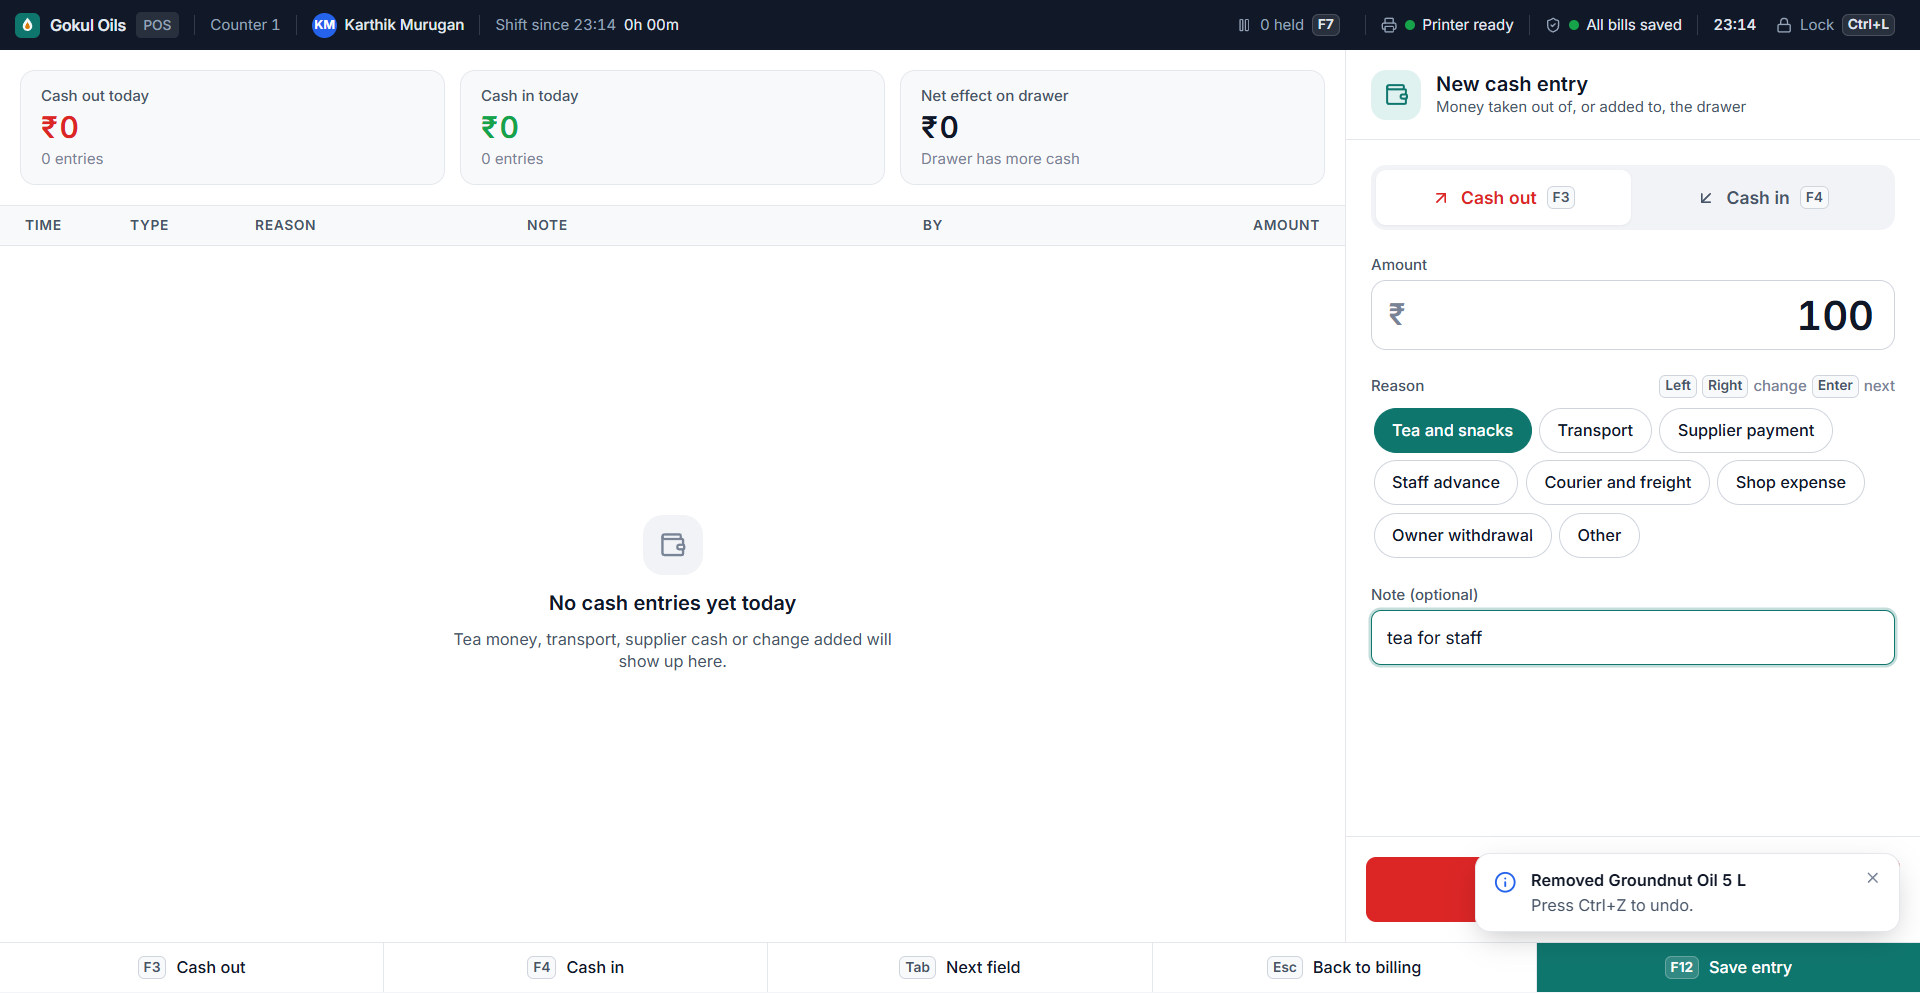 Gokul Oils POS Counter 1 KM Karthik Murugan Shift since 23:14 0h 00m 0 held F7 Printer ready All bills saved 23:14 Lock Ctrl+L
Cash out today
₹0
0 entries
Cash in today
₹0
0 entries
Net effect on drawer
₹0
Drawer has more cash
TIME TYPE REASON NOTE BY AMOUNT
No cash entries yet today
Tea money, transport, supplier cash or change added will
show up here.
New cash entry
Money taken out of, or added to, the drawer
Cash out F3 Cash in F4
Amount
₹ 100
Reason Left Right change Enter next
Tea and snacks Transport Supplier payment
Staff advance Courier and freight Shop expense
Owner withdrawal Other
Note (optional)
tea for staff
Removed Groundnut Oil 5 L
Press Ctrl+Z to undo.
F3 Cash out F4 Cash in Tab Next field Esc Back to billing F12 Save entry